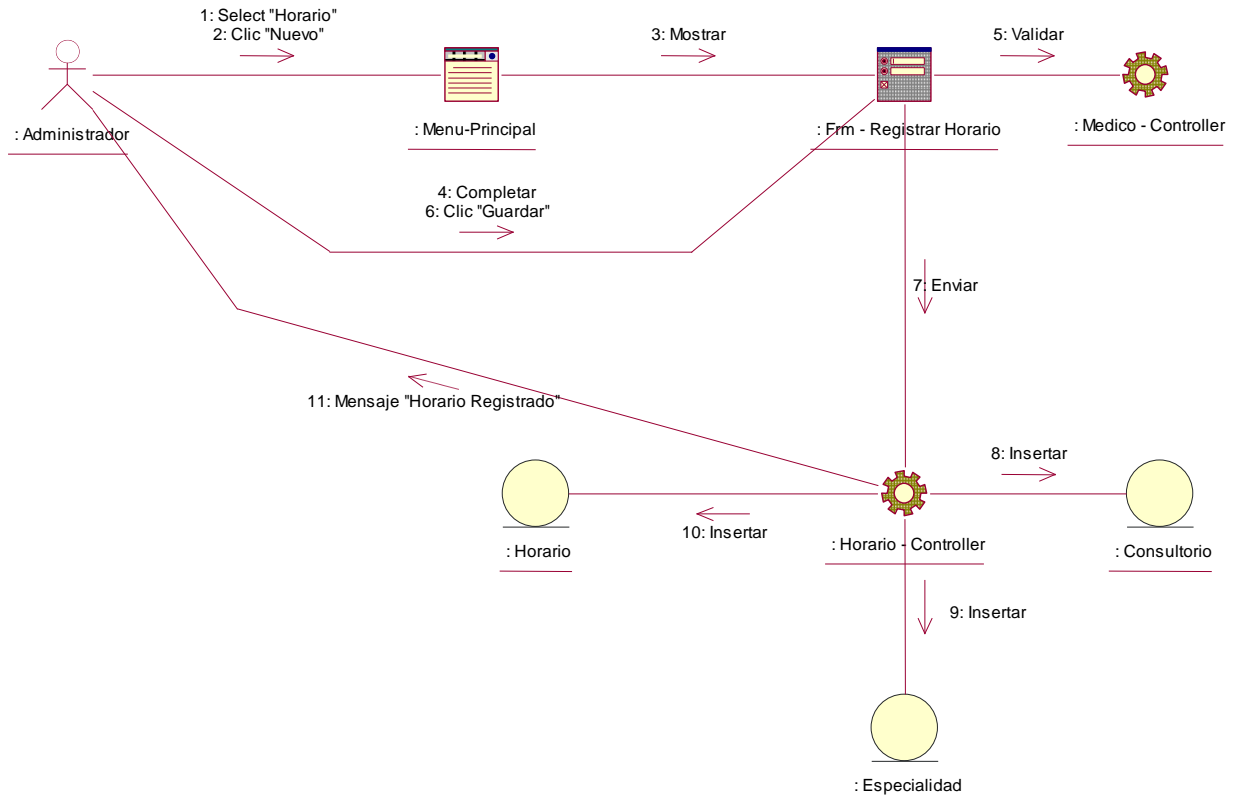 1: Select "Horario"
2: Clic "Nuevo"
3: Mostrar
5: Validar
: Administrador
: Menu-Principal
: Frm - Registrar Horario
: Medico - Controller
4: Completar
6: Clic "Guardar"
7: Enviar
11: Mensaje "Horario Registrado"
8: Insertar
10: Insertar
: Horario
: Horario - Controller
: Consultorio
9: Insertar
: Especialidad